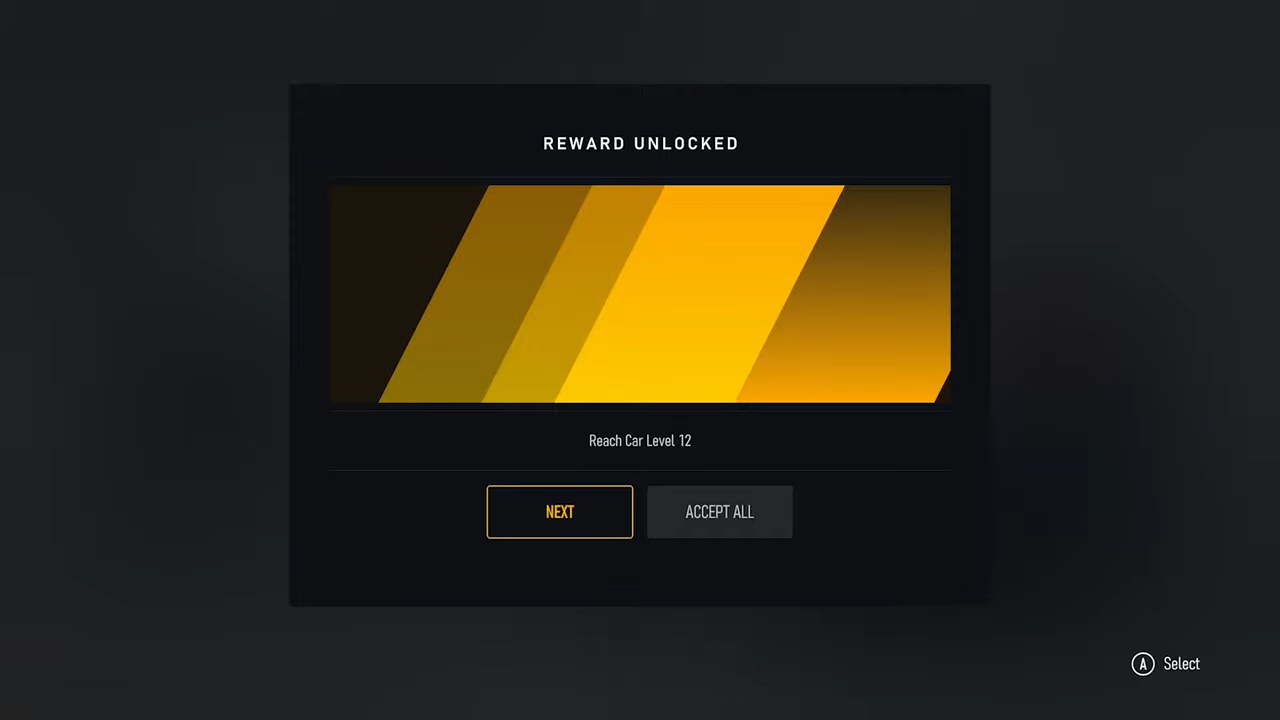 REWARD UNLOCKED
Reach Car Level 12
NEXT
ACCEPT ALL
A Select